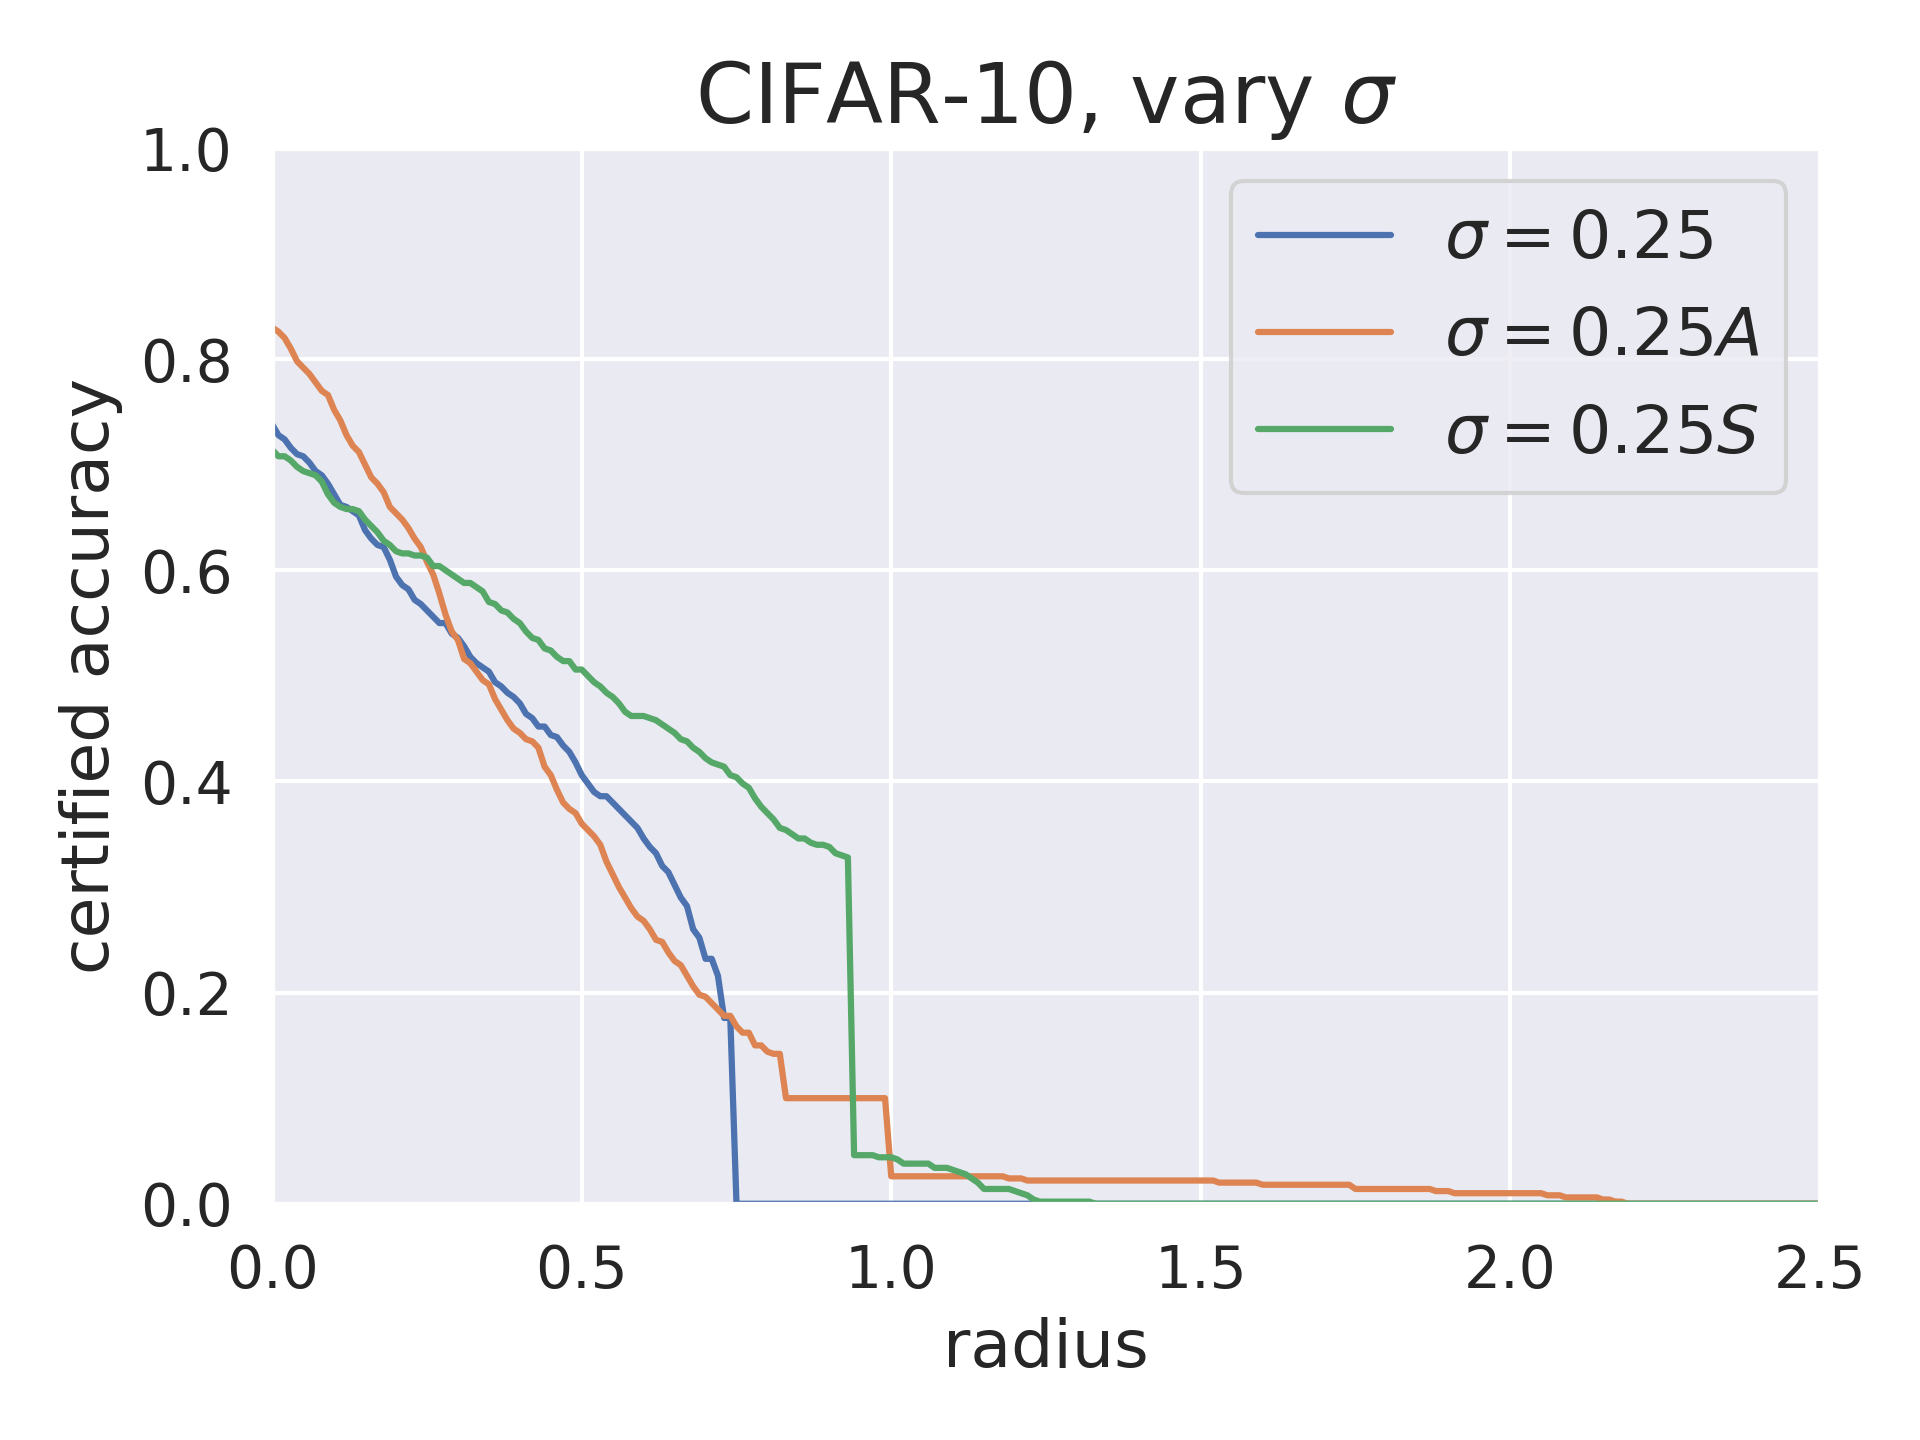 CIFAR-10, vary σ
1.0
0.8
0.6
0.4
0.2
0.0
certified accuracy
σ = 0.25
σ = 0.25A
σ = 0.25S
0.0 0.5 1.0 1.5 2.0 2.5
radius